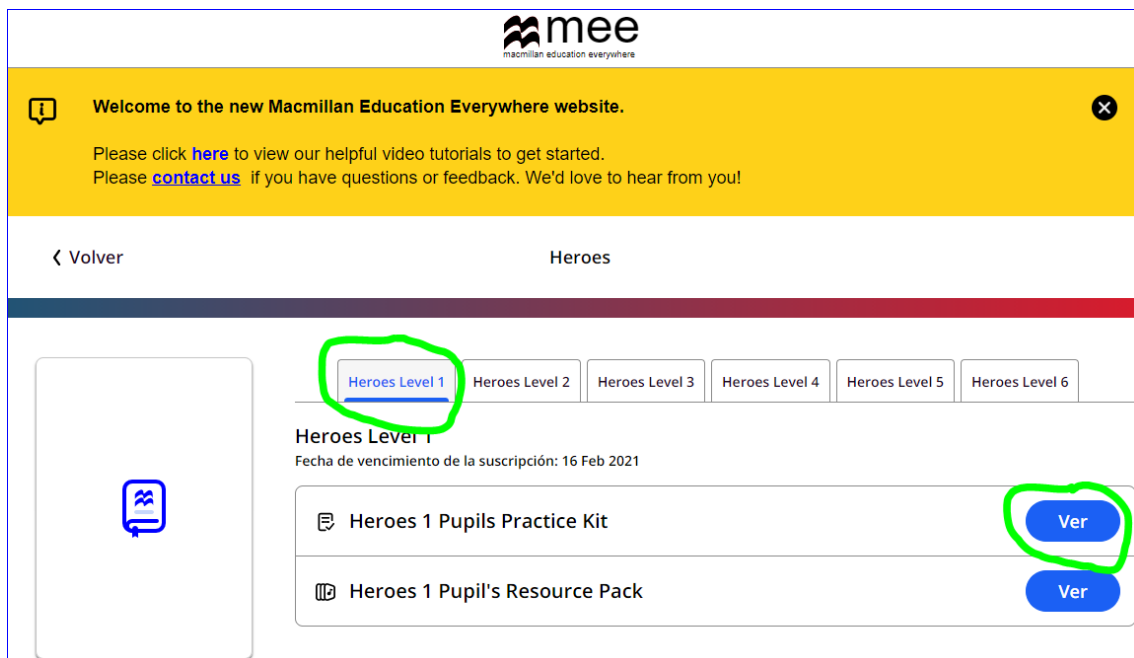 mee
macmillan education everywhere
Welcome to the new Macmillan Education Everywhere website.
Please click here to view our helpful video tutorials to get started.
Please contact us if you have questions or feedback. We'd love to hear from you!
Volver
Heroes
Heroes Level 1 Heroes Level 2 Heroes Level 3 Heroes Level 4 Heroes Level 5 Heroes Level 6
Heroes Level 1
Fecha de vencimiento de la suscripción: 16 Feb 2021
Heroes 1 Pupils Practice Kit Ver
Heroes 1 Pupil's Resource Pack Ver